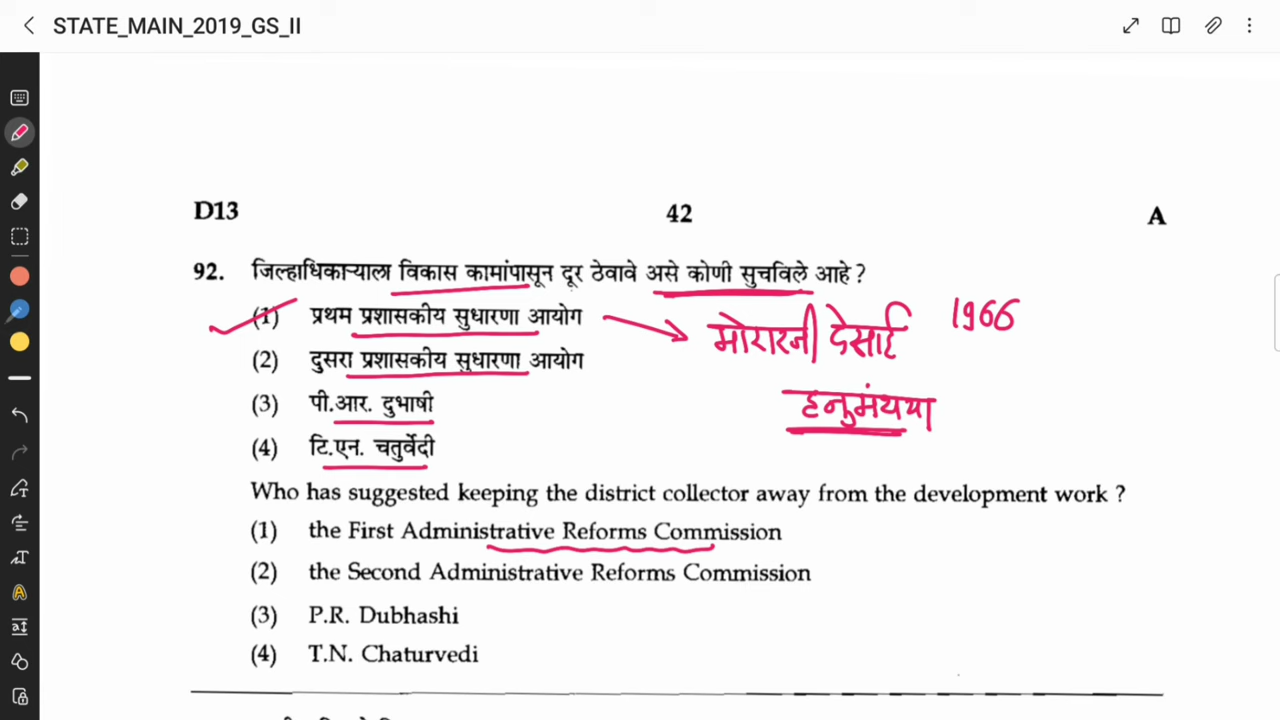 STATE_MAIN_2019_GS_II
D13 42 A
92. जिल्हाधिकाऱ्याला विकास कामांपासून दूर ठेवावे असे कोणी सुचविले आहे ?
(1) प्रथम प्रशासकीय सुधारणा आयोग
मोरारजी देसाई 1966
(2) दुसरा प्रशासकीय सुधारणा आयोग
हनुमंथय्या
(3) पी.आर. दुभाषी
(4) टि.एन. चतुर्वेदी
Who has suggested keeping the district collector away from the development work ?
(1) the First Administrative Reforms Commission
(2) the Second Administrative Reforms Commission
(3) P.R. Dubhashi
(4) T.N. Chaturvedi